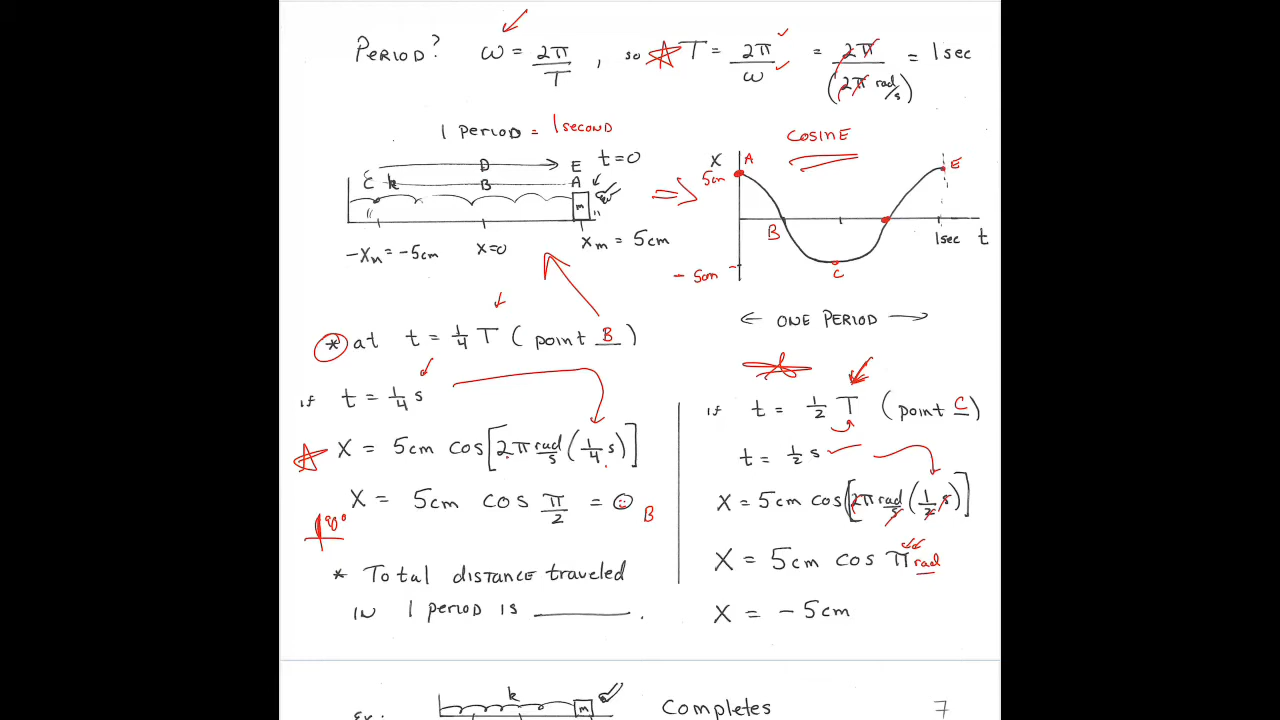 PERIOD? ω = 2π/T , so T = 2π/ω = 2π/(2π rad/s) = 1 sec
1 PERIOD = 1 SECOND
D E t=0
C k B A
m
-Xm = -5cm x=0 Xm = 5cm
COSINE
X A
5cm
E
B
1sec t
- 5cm
C
← ONE PERIOD →
* at t = 1/4 T (point B)
if t = 1/4 s
X = 5cm cos[2π rad/s (1/4 s)]
X = 5cm cos π/2 = 0
B
90°
* Total distance traveled
in 1 period is ________ .
if t = 1/2 T (point C)
t = 1/2 s
X = 5cm cos[2π rad/s (1/2 s)]
X = 5cm cos π rad
X = -5cm
k
m
Completes
7
Ex: